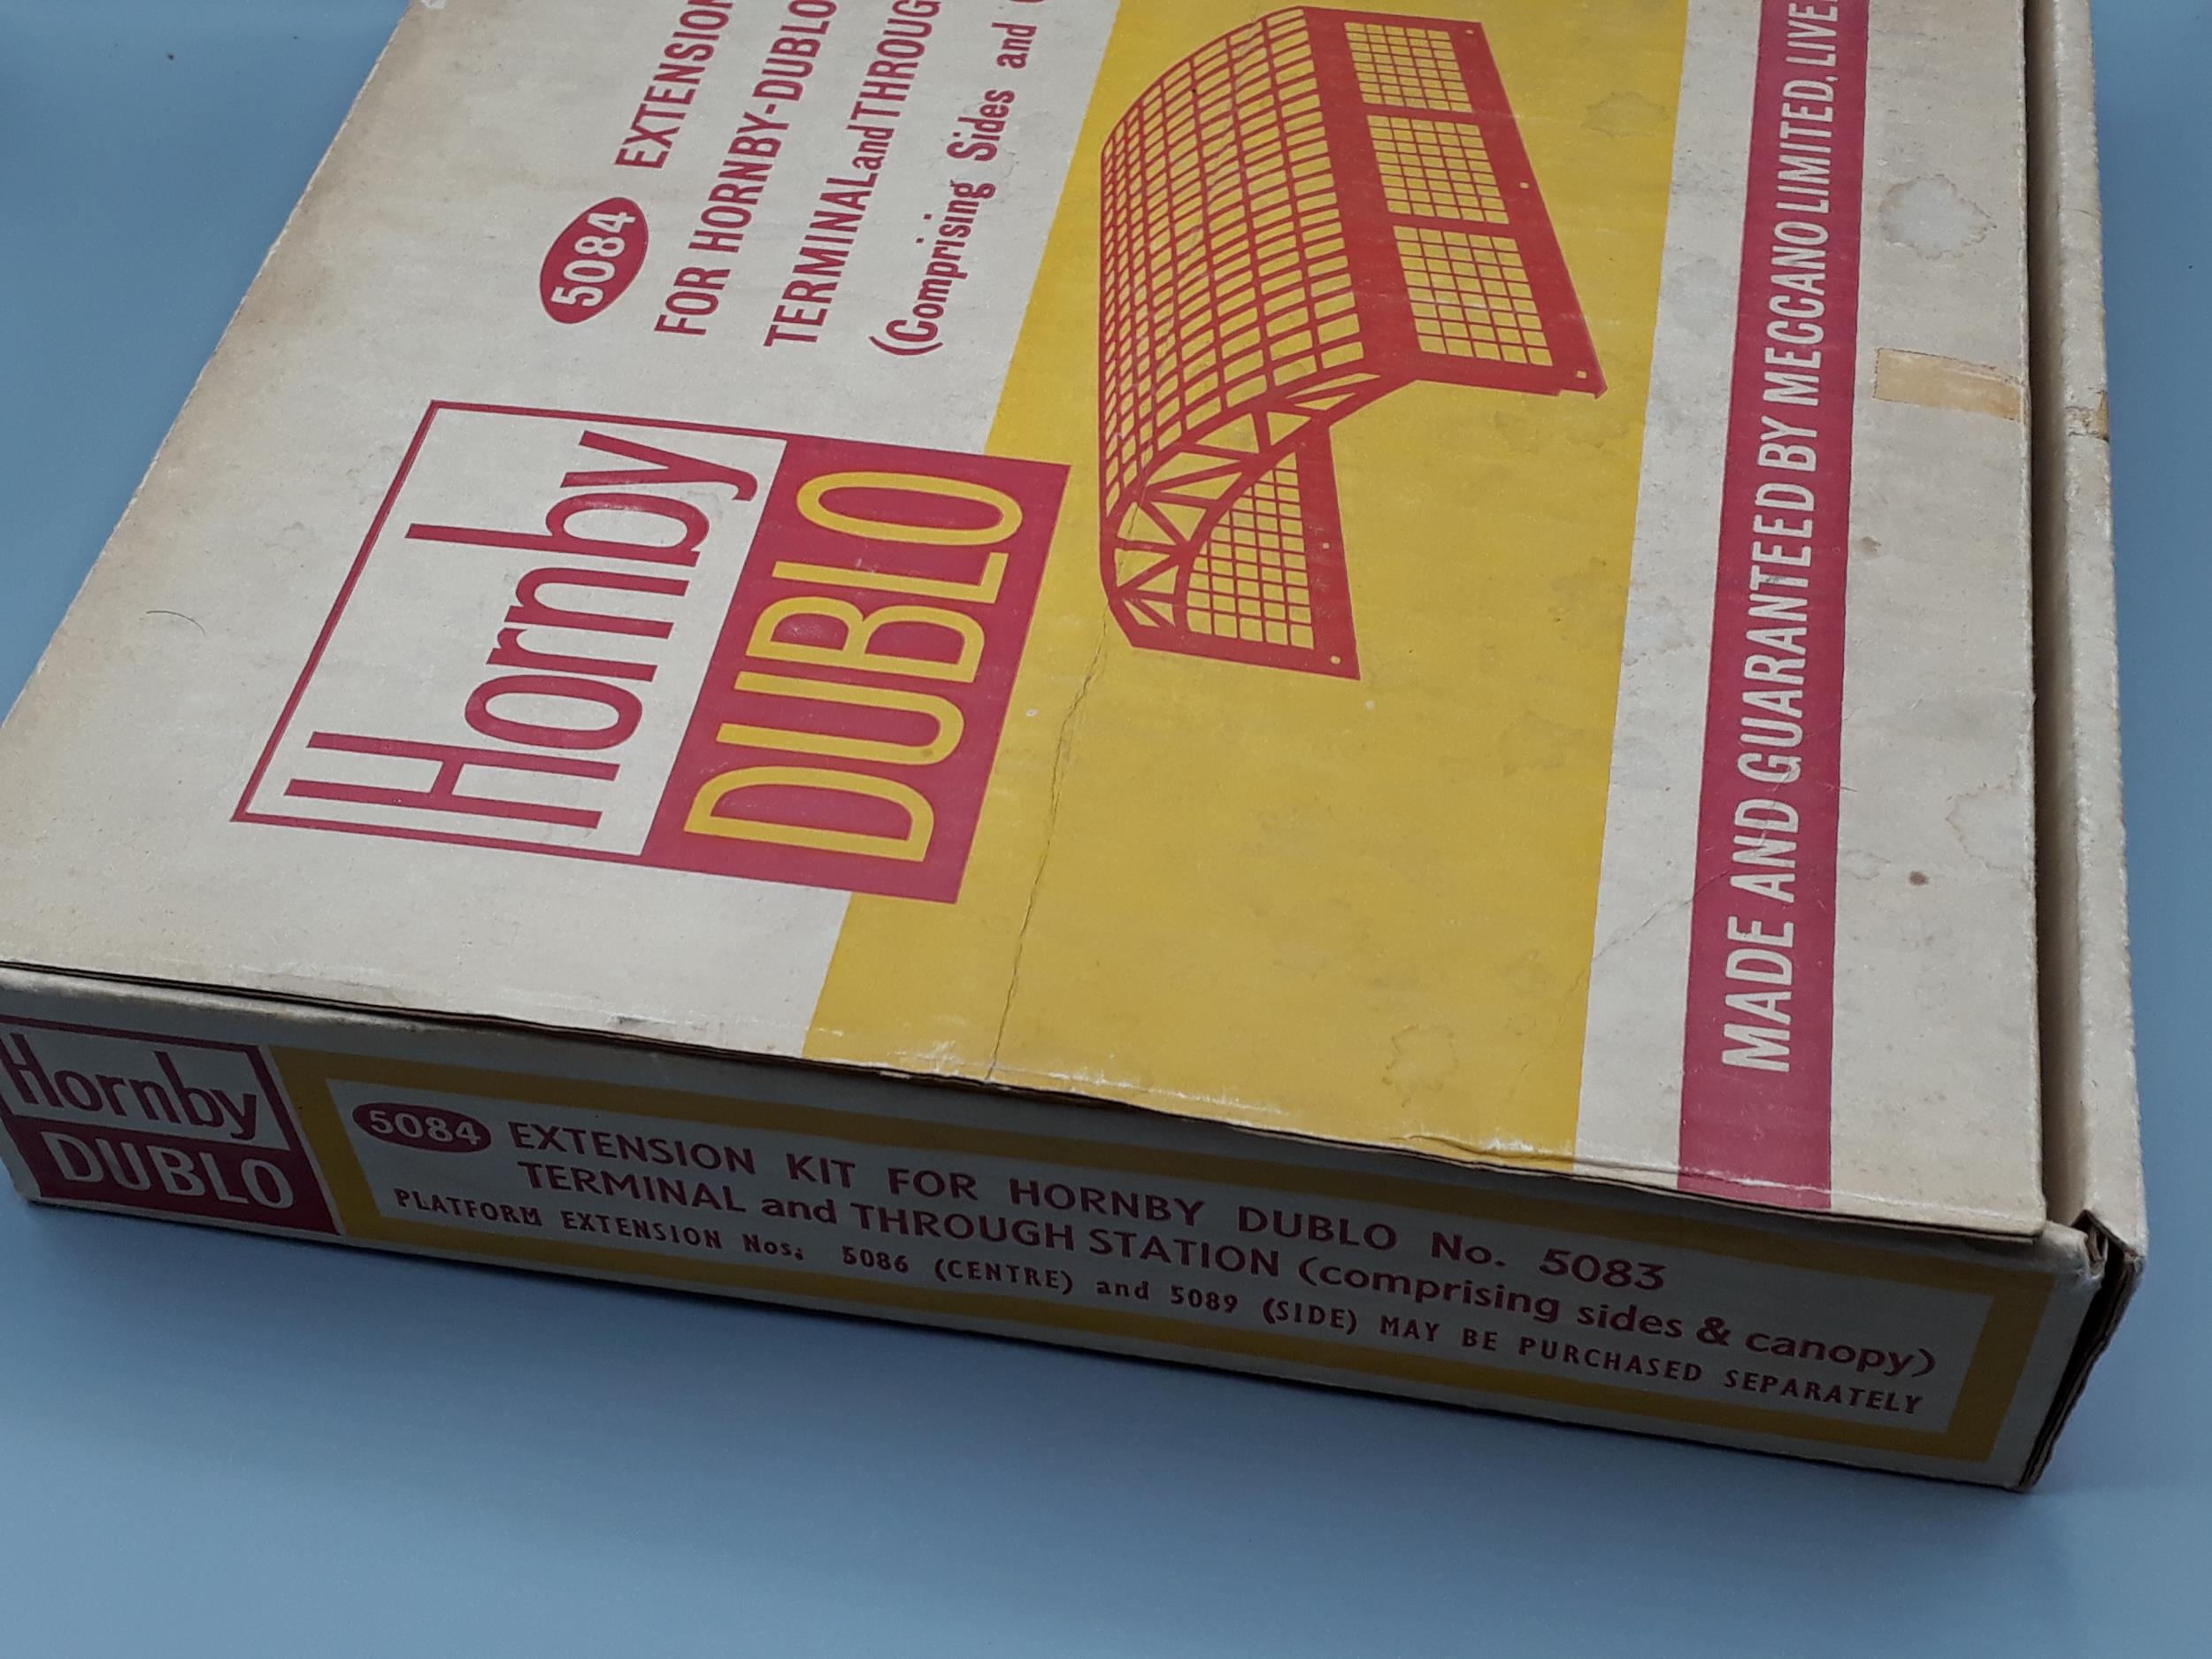 5084 EXTENSION
FOR HORNBY-DUBLO
TERMINAL and THROUG
(Comprising Sides and
Hornby
DUBLO
MADE AND GUARANTEED BY MECCANO LIMITED, LIVE
Hornby
DUBLO
5084 EXTENSION KIT FOR HORNBY DUBLO No. 5083
TERMINAL and THROUGH STATION (comprising sides & canopy)
PLATFORM EXTENSION Nos; 5086 (CENTRE) and 5089 (SIDE) MAY BE PURCHASED SEPARATELY